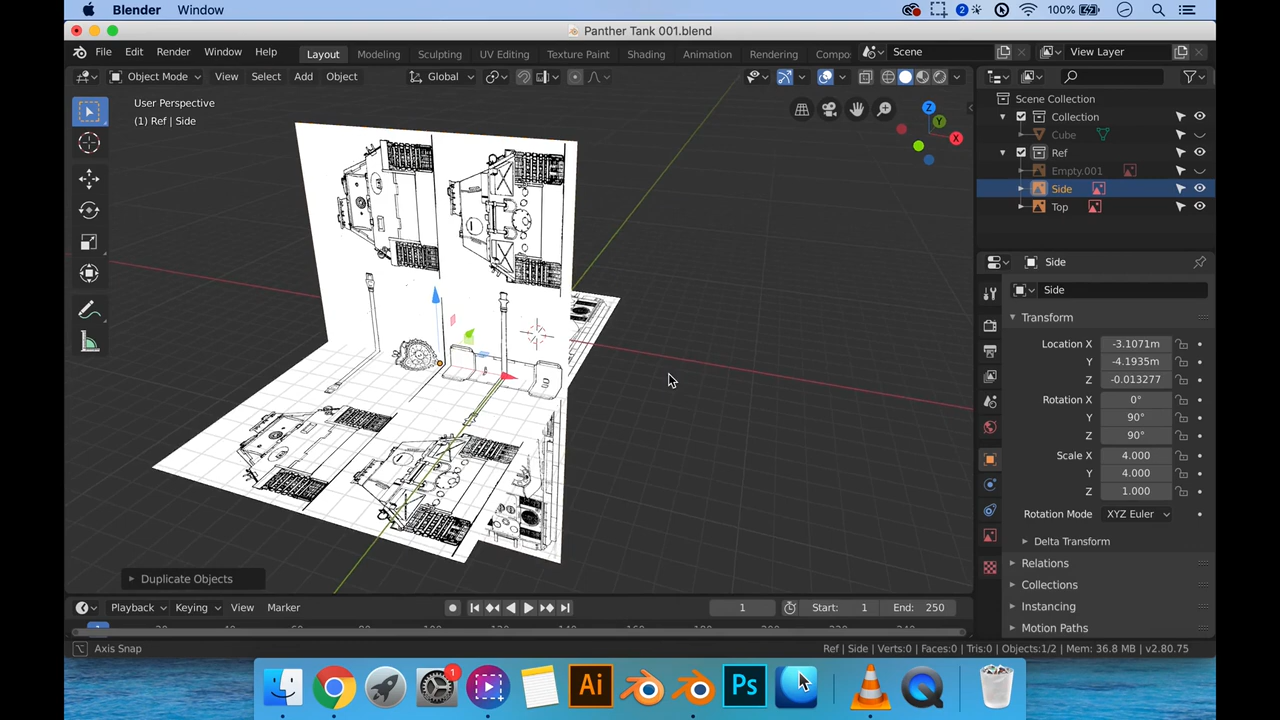 Blender Window 2 100%
Panther Tank 001.blend
File Edit Render Window Help Layout Modeling Sculpting UV Editing Texture Paint Shading Animation Rendering Compo Scene View Layer
Object Mode View Select Add Object Global
User Perspective
(1) Ref | Side
Z
Y
X
Scene Collection
Collection
Cube
Ref
Empty.001
Side
Top
Side
Side
Transform
Location X -3.1071m
Y -4.1935m
Z -0.013277
Rotation X 0°
Y 90°
Z 90°
Scale X 4.000
Y 4.000
Z 1.000
Rotation Mode XYZ Euler
Delta Transform
Relations
Collections
Instancing
Motion Paths
Duplicate Objects
Playback Keying View Marker 1 Start: 1 End: 250
Axis Snap Ref | Side | Verts:0 | Faces:0 | Tris:0 | Objects:1/2 | Mem: 36.8 MB | v2.80.75
1 Ai Ps